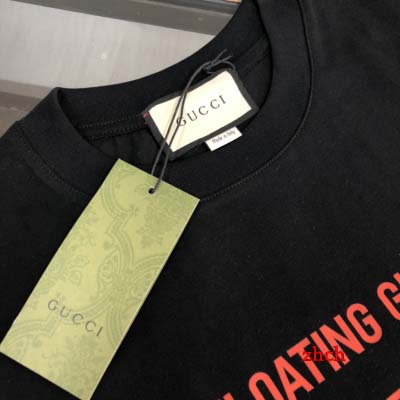 GUCCI
Made in Italy
GUCCI
LOATING G
zhch